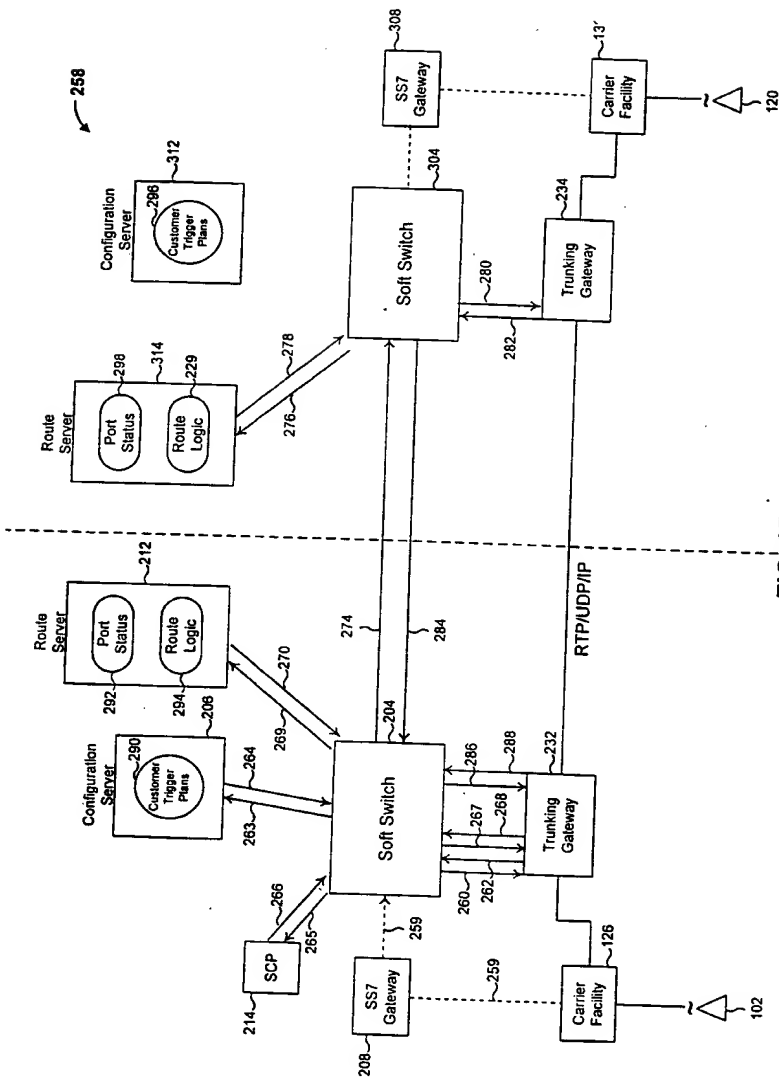 258
Route
Server
212
Port
Status
292
Route
Logic
294
Configuration
Server
206
290
Customer
Trigger
Plans
Route
Server
314
298
Port
Status
229
Route
Logic
Configuration
Server
312
296
Customer
Trigger
Plans
SCP
214
266
265
263
264
269
270
276
278
Soft Switch
204
Soft Switch
304
274
284
SS7
Gateway
208
259
259
SS7
Gateway
308
260
262
267
268
286
288
282
280
Trunking
Gateway
232
Trunking
Gateway
234
RTP/UDP/IP
Carrier
Facility
126
Carrier
Facility
102
120